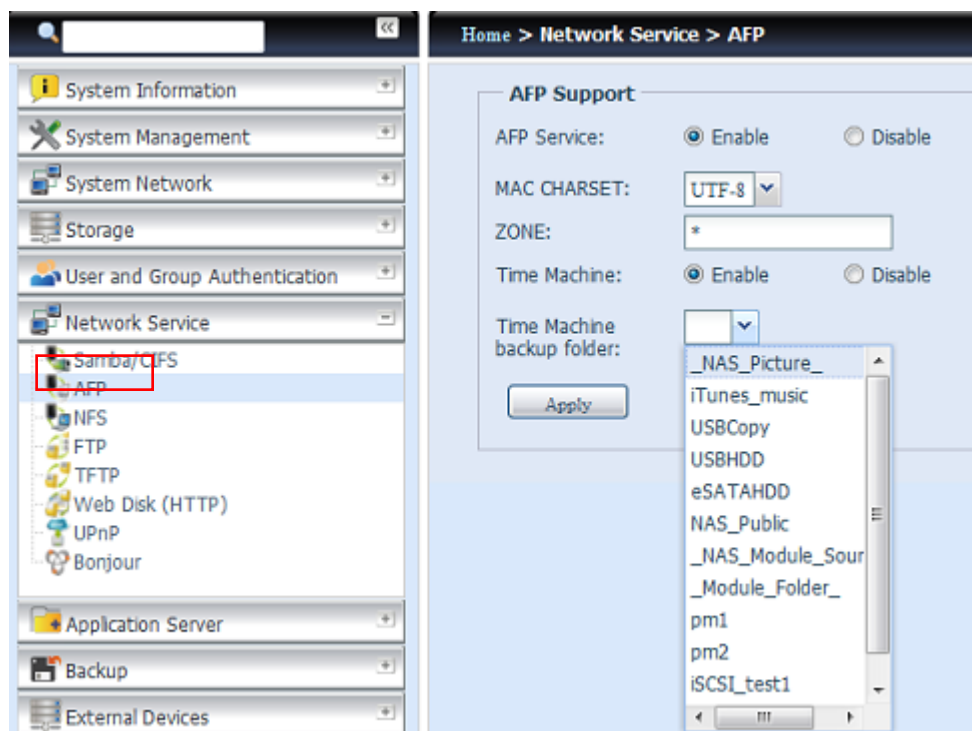 System Information
System Management
System Network
Storage
User and Group Authentication
Network Service
Samba/CIFS
AFP
NFS
FTP
TFTP
Web Disk (HTTP)
UPnP
Bonjour
Application Server
Backup
External Devices
Home > Network Service > AFP
AFP Support
AFP Service: Enable Disable
MAC CHARSET: UTF-8
ZONE: *
Time Machine: Enable Disable
Time Machine
backup folder:
_NAS_Picture_
iTunes_music
USBCopy
USBHDD
eSATAHDD
NAS_Public
_NAS_Module_Sour
_Module_Folder_
pm1
pm2
iSCSI_test1
Apply